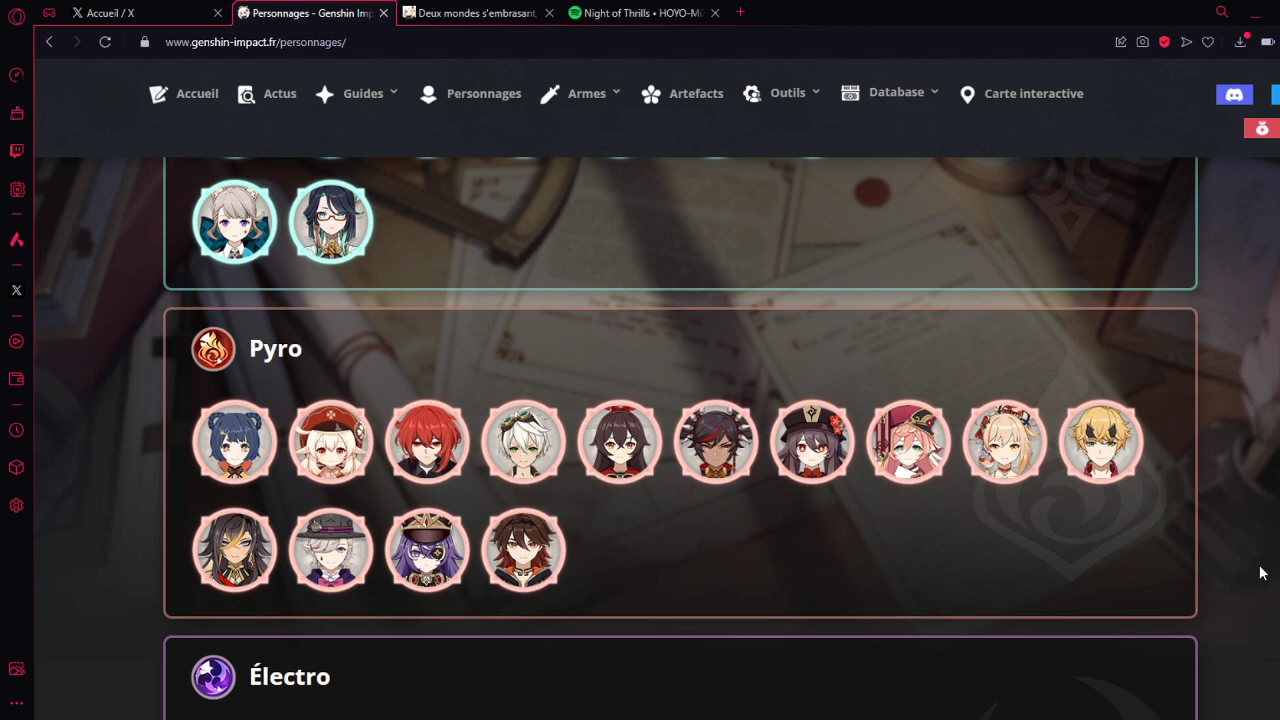 Accueil / X
Personnages - Genshin Imp
Deux mondes s'embrasant,
Night of Thrills • HOYO-Mi
www.genshin-impact.fr/personnages/
Accueil
Actus
Guides
Personnages
Armes
Artefacts
Outils
Database
Carte interactive
Pyro
Électro